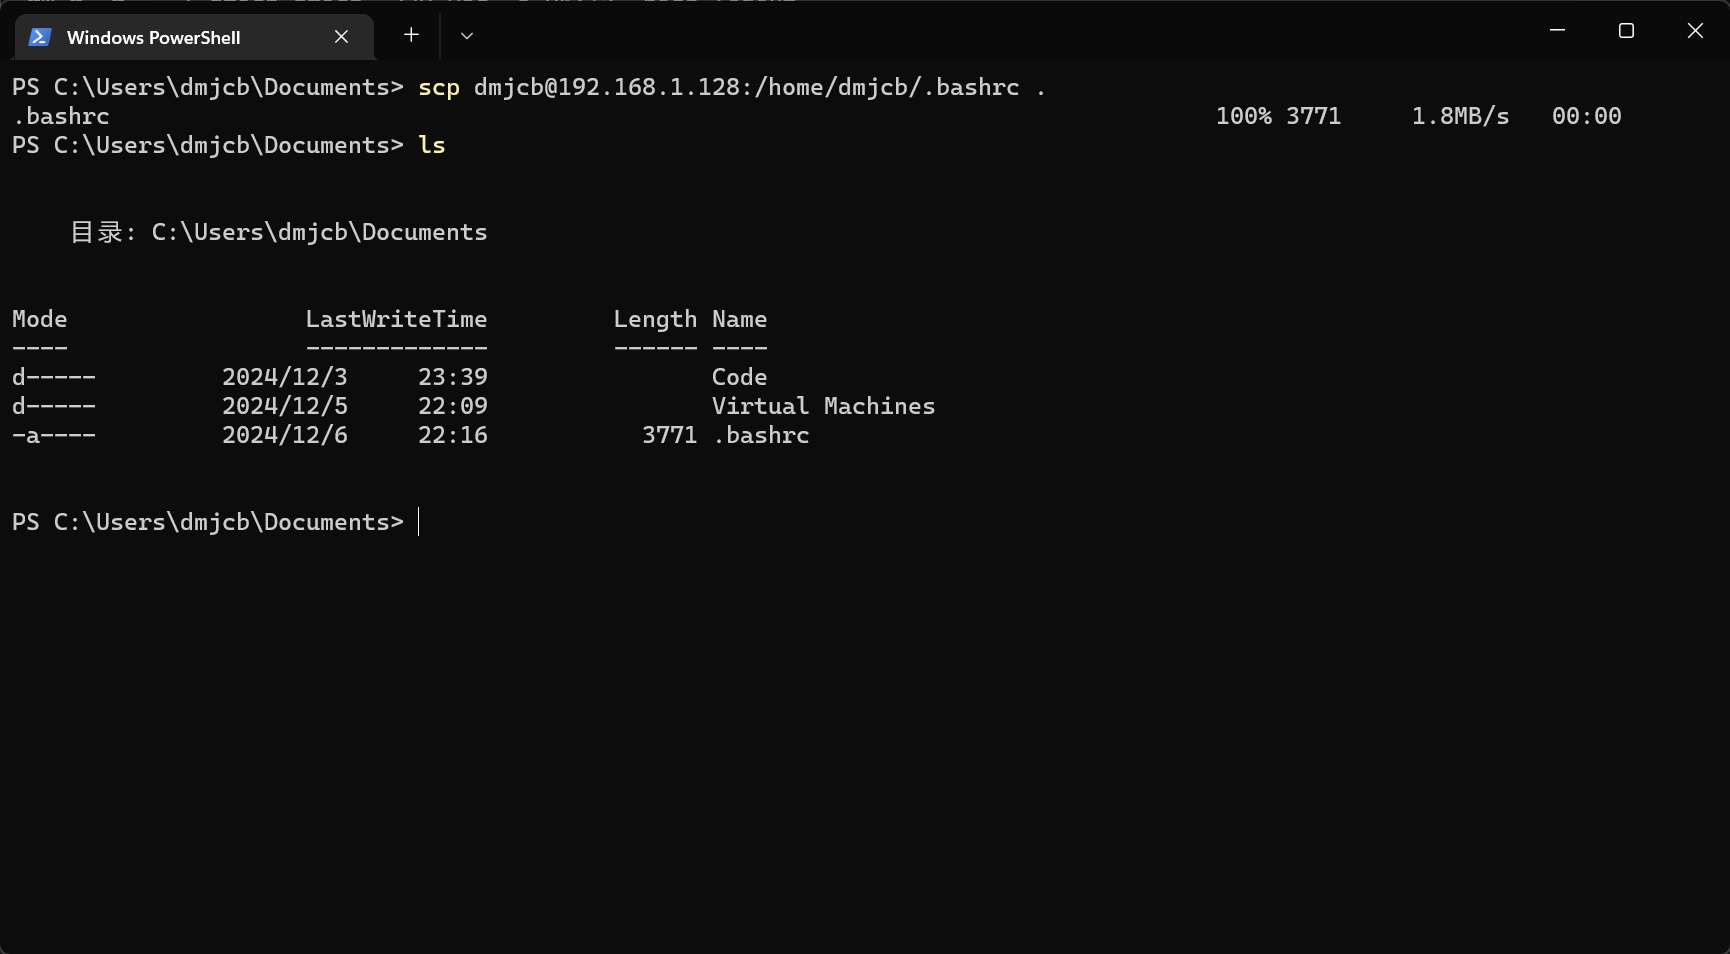 Windows PowerShell
PS C:\Users\dmjcb\Documents> scp dmjcb@192.168.1.128:/home/dmjcb/.bashrc .
.bashrc 100% 3771 1.8MB/s 00:00
PS C:\Users\dmjcb\Documents> ls
目录: C:\Users\dmjcb\Documents
Mode LastWriteTime Length Name
---- ------------- ------ ----
d----- 2024/12/3 23:39 Code
d----- 2024/12/5 22:09 Virtual Machines
-a---- 2024/12/6 22:16 3771 .bashrc
PS C:\Users\dmjcb\Documents>